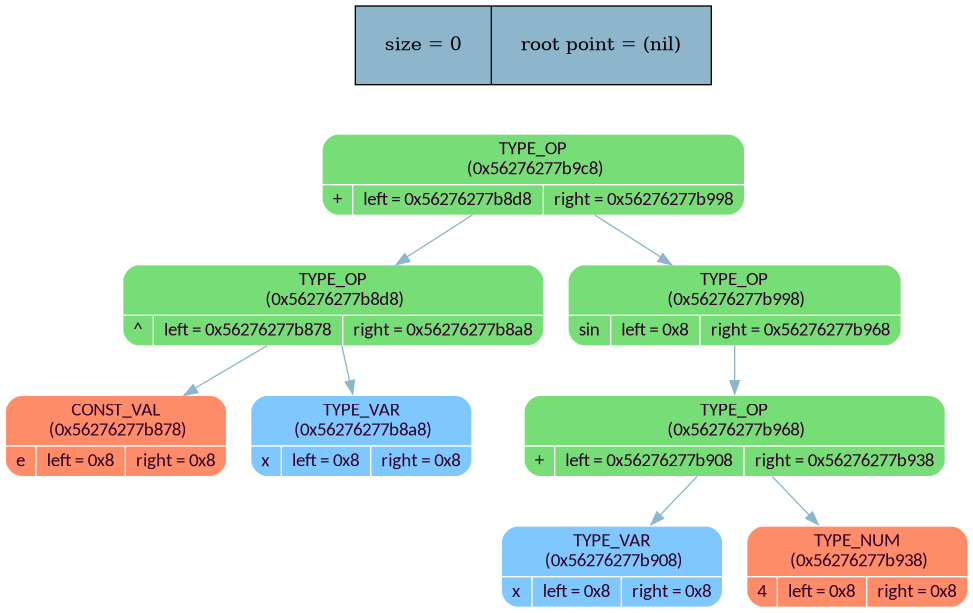 size = 0 root point = (nil)
TYPE_OP
(0x56276277b9c8)
+ left = 0x56276277b8d8 right = 0x56276277b998
TYPE_OP
(0x56276277b8d8)
^ left = 0x56276277b878 right = 0x56276277b8a8
TYPE_OP
(0x56276277b998)
sin left = 0x8 right = 0x56276277b968
CONST_VAL
(0x56276277b878)
e left = 0x8 right = 0x8
TYPE_VAR
(0x56276277b8a8)
x left = 0x8 right = 0x8
TYPE_OP
(0x56276277b968)
+ left = 0x56276277b908 right = 0x56276277b938
TYPE_VAR
(0x56276277b908)
x left = 0x8 right = 0x8
TYPE_NUM
(0x56276277b938)
4 left = 0x8 right = 0x8